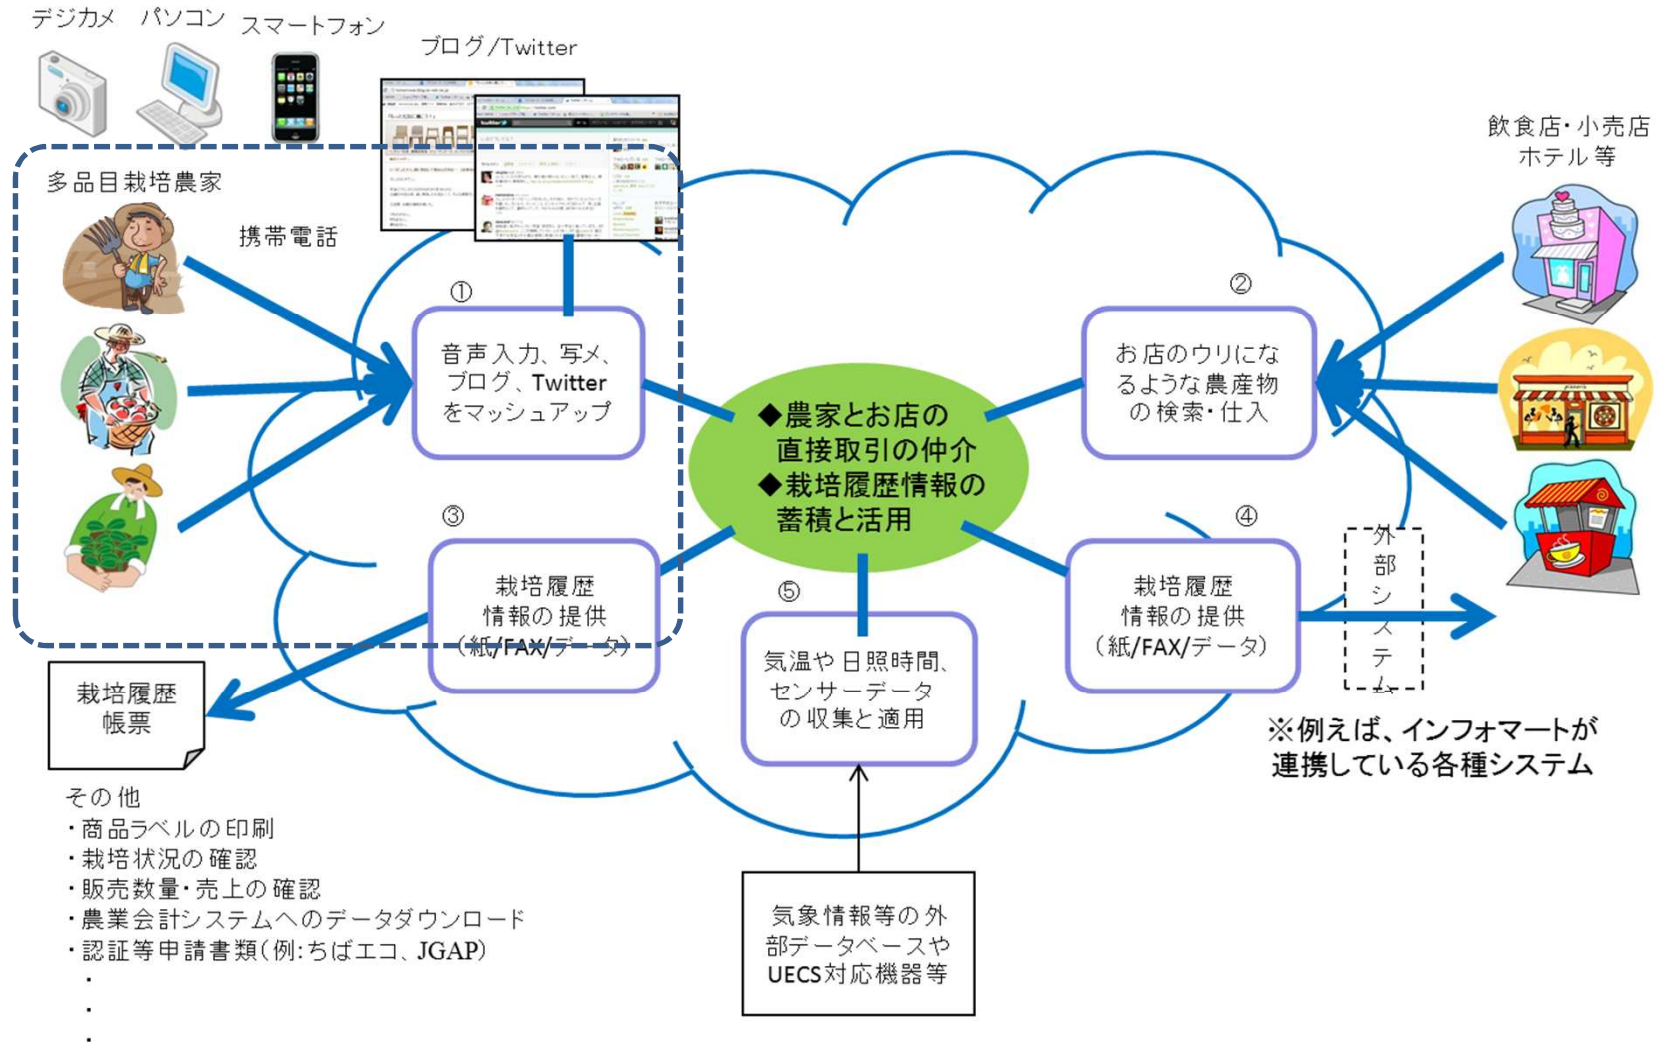 デジカメ
パソコン
スマートフォン
ブログ/Twitter
多品目栽培農家
携帯電話
飲食店・小売店
ホテル等
①
音声入力、写メ、
ブログ、Twitter
をマッシュアップ
②
お店のウリにな
るような農産物
の検索・仕入
◆農家とお店の
直接取引の仲介
◆栽培履歴情報の
蓄積と活用
③
栽培履歴
情報の提供
（紙/FAX/データ）
④
栽培履歴
情報の提供
（紙/FAX/データ）
外部システム
⑤
気温や日照時間、
センサーデータ
の収集と適用
栽培履歴
帳票
※例えば、インフォマートが
連携している各種システム
その他
・商品ラベルの印刷
・栽培状況の確認
・販売数量・売上の確認
・農業会計システムへのデータダウンロード
・認証等申請書類（例：ちばエコ、JGAP）
・
・
・
気象情報等の外
部データベースや
UECS対応機器等